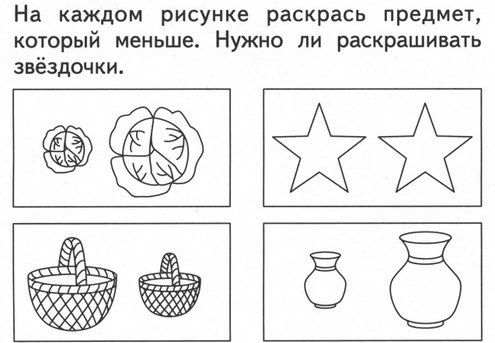 На каждом рисунке раскрась предмет,
который меньше. Нужно ли раскрашивать
звёздочки.